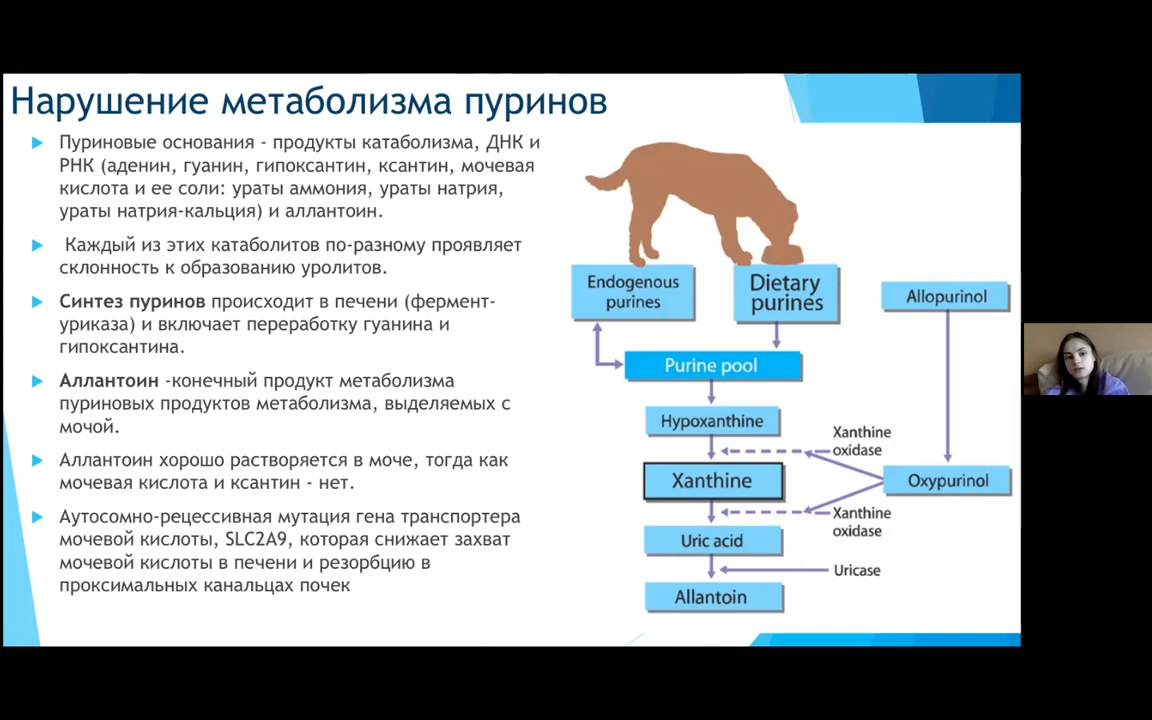 Нарушение метаболизма пуринов
Пуриновые основания - продукты катаболизма, ДНК и
РНК (аденин, гуанин, гипоксантин, ксантин, мочевая
кислота и ее соли: ураты аммония, ураты натрия,
ураты натрия-кальция) и аллантоин.
Каждый из этих катаболитов по-разному проявляет
склонность к образованию уролитов.
Синтез пуринов происходит в печени (фермент-
уриказа) и включает переработку гуанина и
гипоксантина.
Аллантоин -конечный продукт метаболизма
пуриновых продуктов метаболизма, выделяемых с
мочой.
Аллантоин хорошо растворяется в моче, тогда как
мочевая кислота и ксантин - нет.
Аутосомно-рецессивная мутация гена транспортера
мочевой кислоты, SLC2A9, которая снижает захват
мочевой кислоты в печени и резорбцию в
проксимальных канальцах почек
Endogenous
purines
Dietary
purines
Allopurinol
Purine pool
Hypoxanthine
Xanthine
oxidase
Xanthine
Oxypurinol
Xanthine
oxidase
Uric acid
Uricase
Allantoin